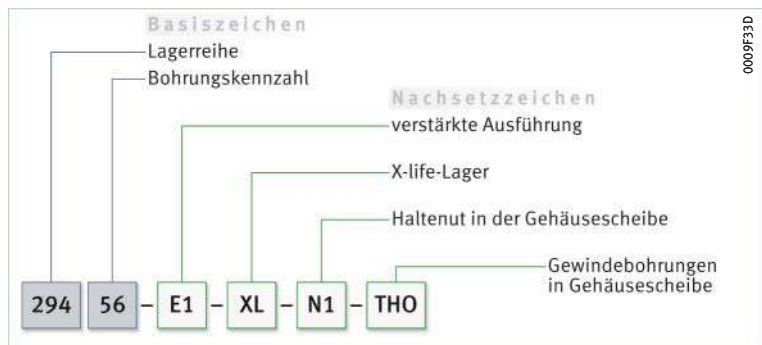 Basiszeichen
Lagerreihe
Bohrungskennzahl
Nachsetzzeichen
verstärkte Ausführung
X-life-Lager
Haltenut in der Gehäusescheibe
Gewindebohrungen
in Gehäusescheibe
294 56 – E1 – XL – N1 – THO
0009F33D